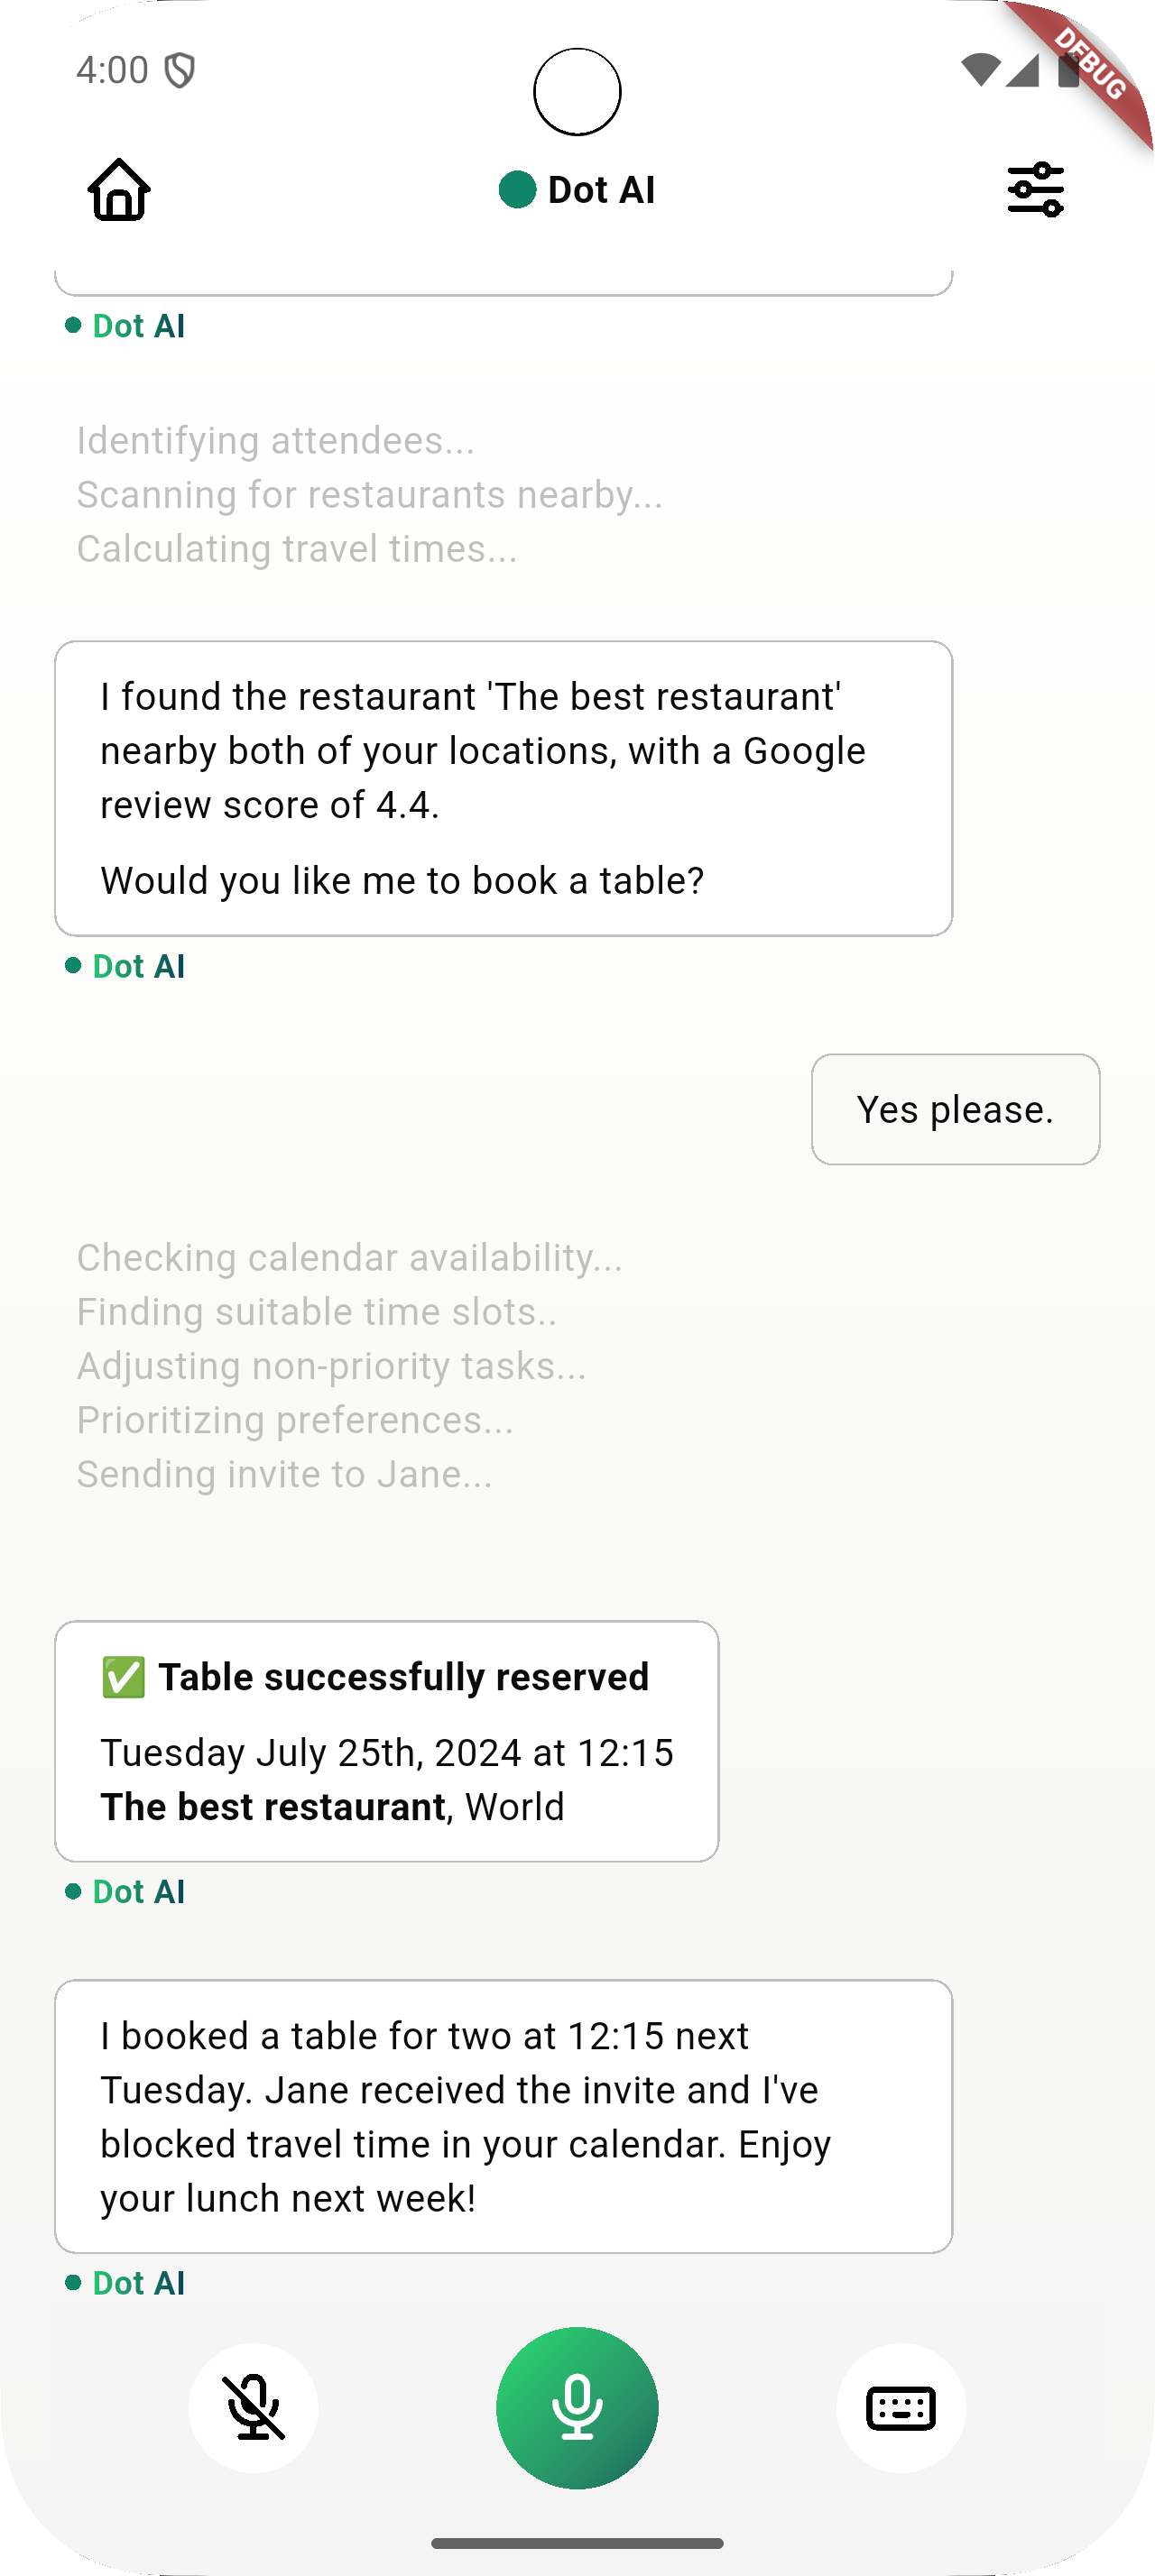 4:00
DEBUG
Dot AI
Dot AI
Identifying attendees...
Scanning for restaurants nearby...
Calculating travel times...
I found the restaurant 'The best restaurant'
nearby both of your locations, with a Google
review score of 4.4.
Would you like me to book a table?
Dot AI
Yes please.
Checking calendar availability...
Finding suitable time slots..
Adjusting non-priority tasks...
Prioritizing preferences...
Sending invite to Jane...
✅ Table successfully reserved
Tuesday July 25th, 2024 at 12:15
The best restaurant, World
Dot AI
I booked a table for two at 12:15 next
Tuesday. Jane received the invite and I've
blocked travel time in your calendar. Enjoy
your lunch next week!
Dot AI